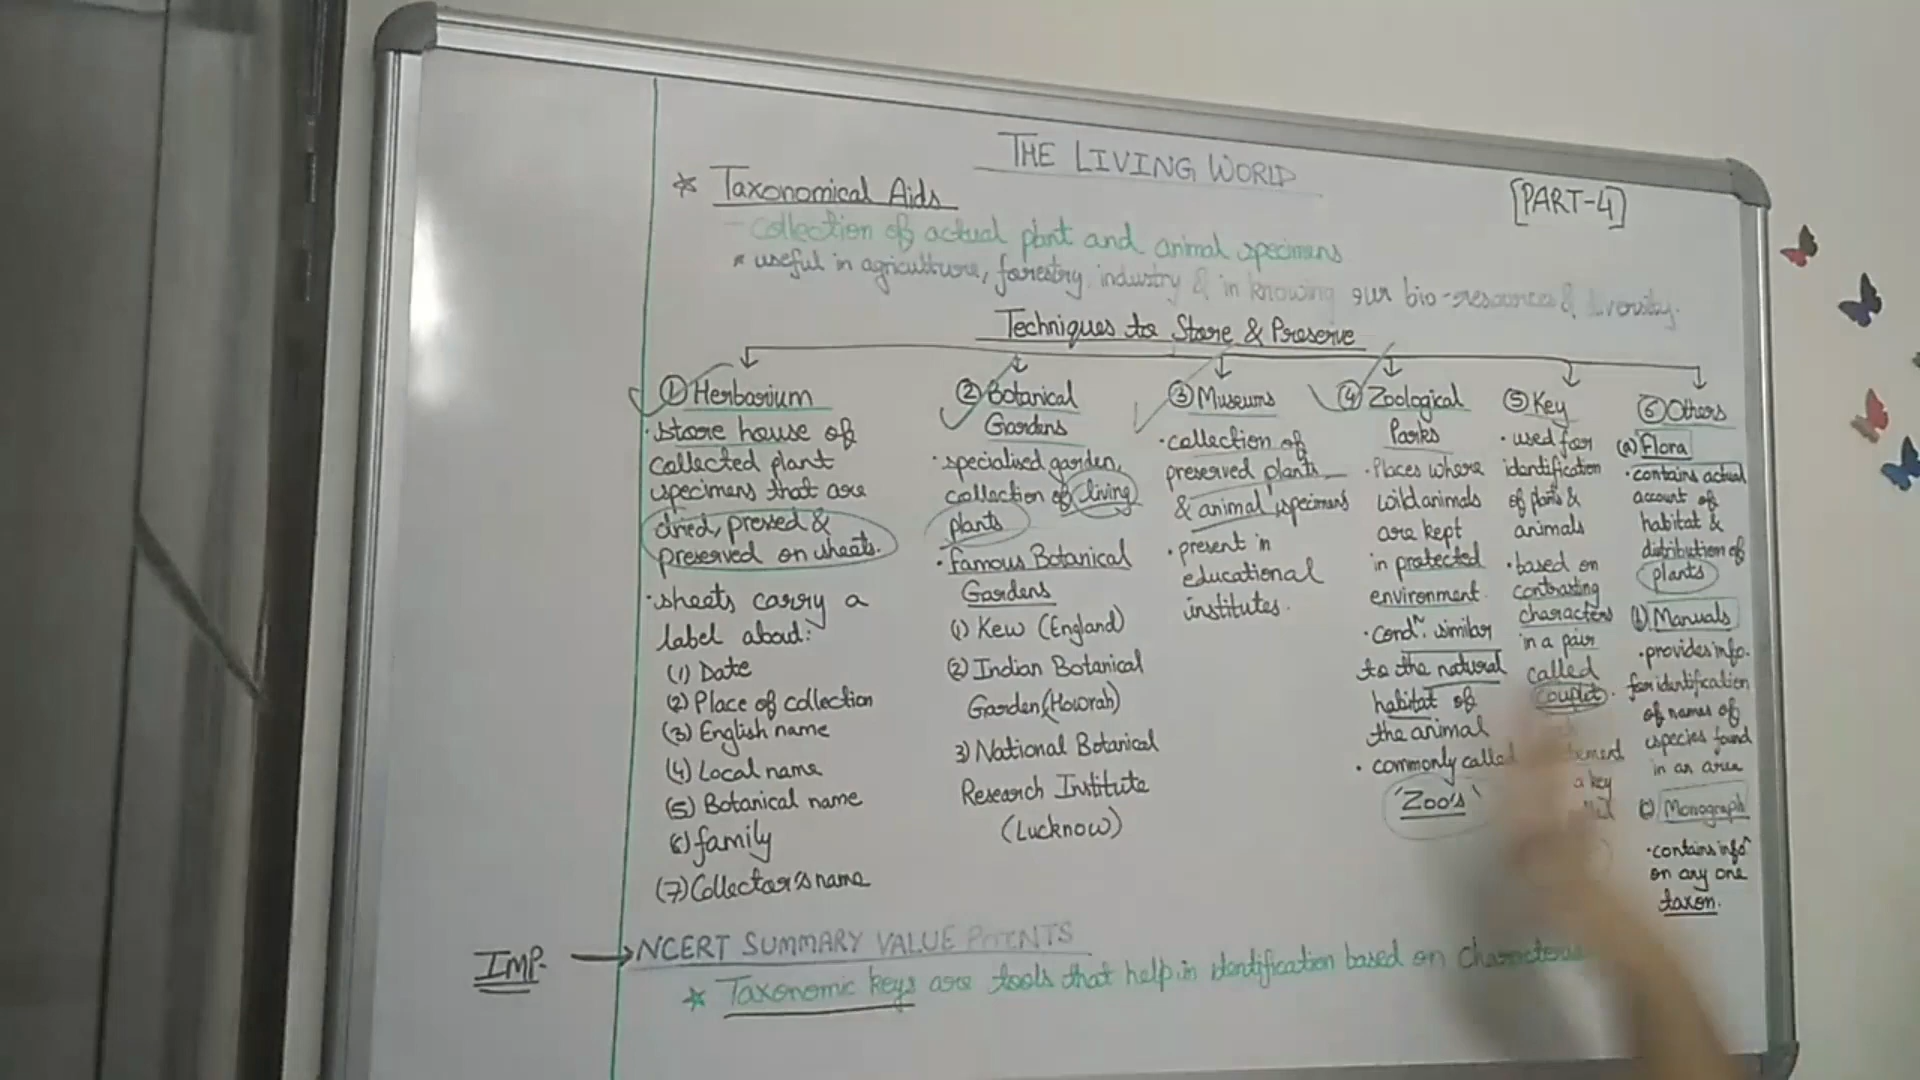 THE LIVING WORLD
[PART-4]
* Taxonomical Aids
- collection of actual plant and animal specimens
* useful in agriculture, forestry, industry & in knowing our bio-resources & diversity.
Techniques to Store & Preserve
① Herbarium
· store house of
collected plant
specimens that are
dried, pressed &
preserved on sheets.
· sheets carry a
label about:
(1) Date
(2) Place of collection
(3) English name
(4) Local name
(5) Botanical name
(6) family
(7) Collector's name
② Botanical
Gardens
· specialised garden,
collection of living
plants
· famous Botanical
Gardens
(1) Kew (England)
(2) Indian Botanical
Garden (Howrah)
3) National Botanical
Research Institute
(Lucknow)
③ Museums
· collection of
preserved plants
& animal specimens
· present in
educational
institutes.
④ Zoological
Parks
· Places where
wild animals
are kept
in protected
environment.
· Condn. similar
to the natural
habitat of
the animal
· commonly called
'Zoo's'
⑤ Key
· used for
identification
of plants &
animals
· based on
contrasting
characters
in a pair
called
couplet.
a key
⑥ Others
(a) Flora
· contains actual
account of
habitat &
distribution of
plants
(b) Manuals
· provides info.
for identification
of names of
species found
in an area
(c) Monograph
· contains infon
on any one
taxon.
IMP. → NCERT SUMMARY VALUE POINTS
* Taxonomic keys are tools that help in identification based on characters